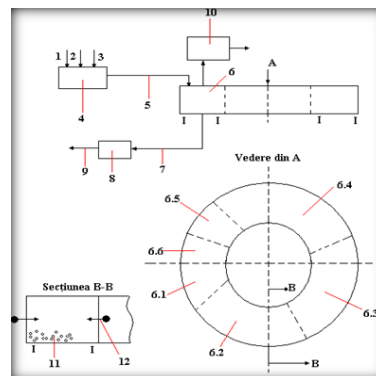 10
1 2 3
A
6
4
5
I I I I
9
8
7
Vedere din A
6.5
6.4
6.6
Secțiunea B-B
6.1
B
6.3
I I
11
12
6.2
B